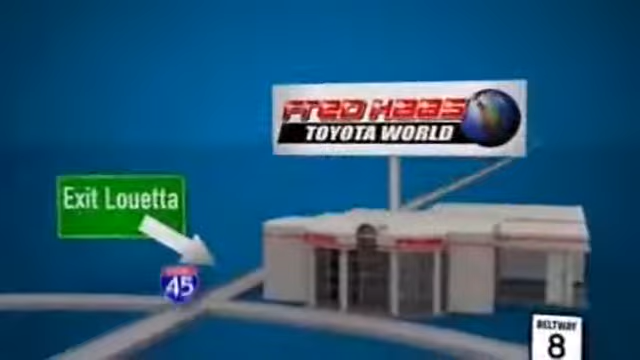 Fred Haas
TOYOTA WORLD
Exit Louetta
45
BELTWAY
8